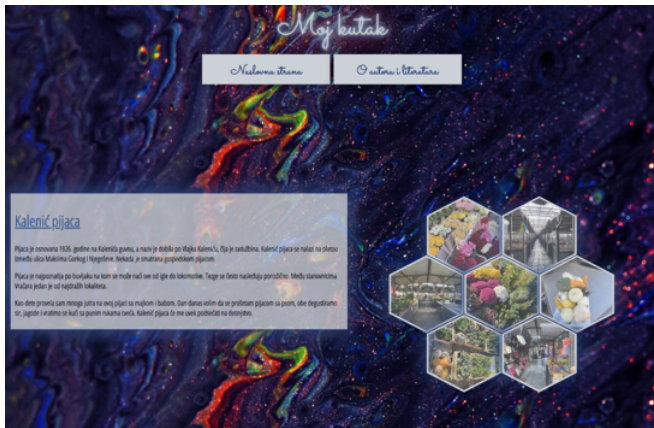 Moj kutak
Naslovna strana
O autoru i literatura
Kalenić pijaca
Pijaca je osnovana 1926. godine na Kalenića guvnu, a naziv je dobila po Vlajku Kaleniću, čija je zadužbina. Kalenić pijaca se nalazi na platou
između ulica Maksima Gorkog i Njegoševe. Nekada je smatrana gospodskom pijacom.
Pijaca je najpoznatija po buvljaku na kom se može naći sve od igle do lokomotive. Tezge se često nasleđuju porodično. Među stanovnicima
Vračara jedan je od najdražih lokaliteta.
Kao dete provela sam mnoga jutra na ovoj pijaci sa majkom i babom. Dan danas volim da se prošetam pijacom sa psom, obe degustiramo
sir, jagode i vratimo se kući sa punim rukama cveća. Kalenić pijaca će me uvek podsećati na detinjstvo.